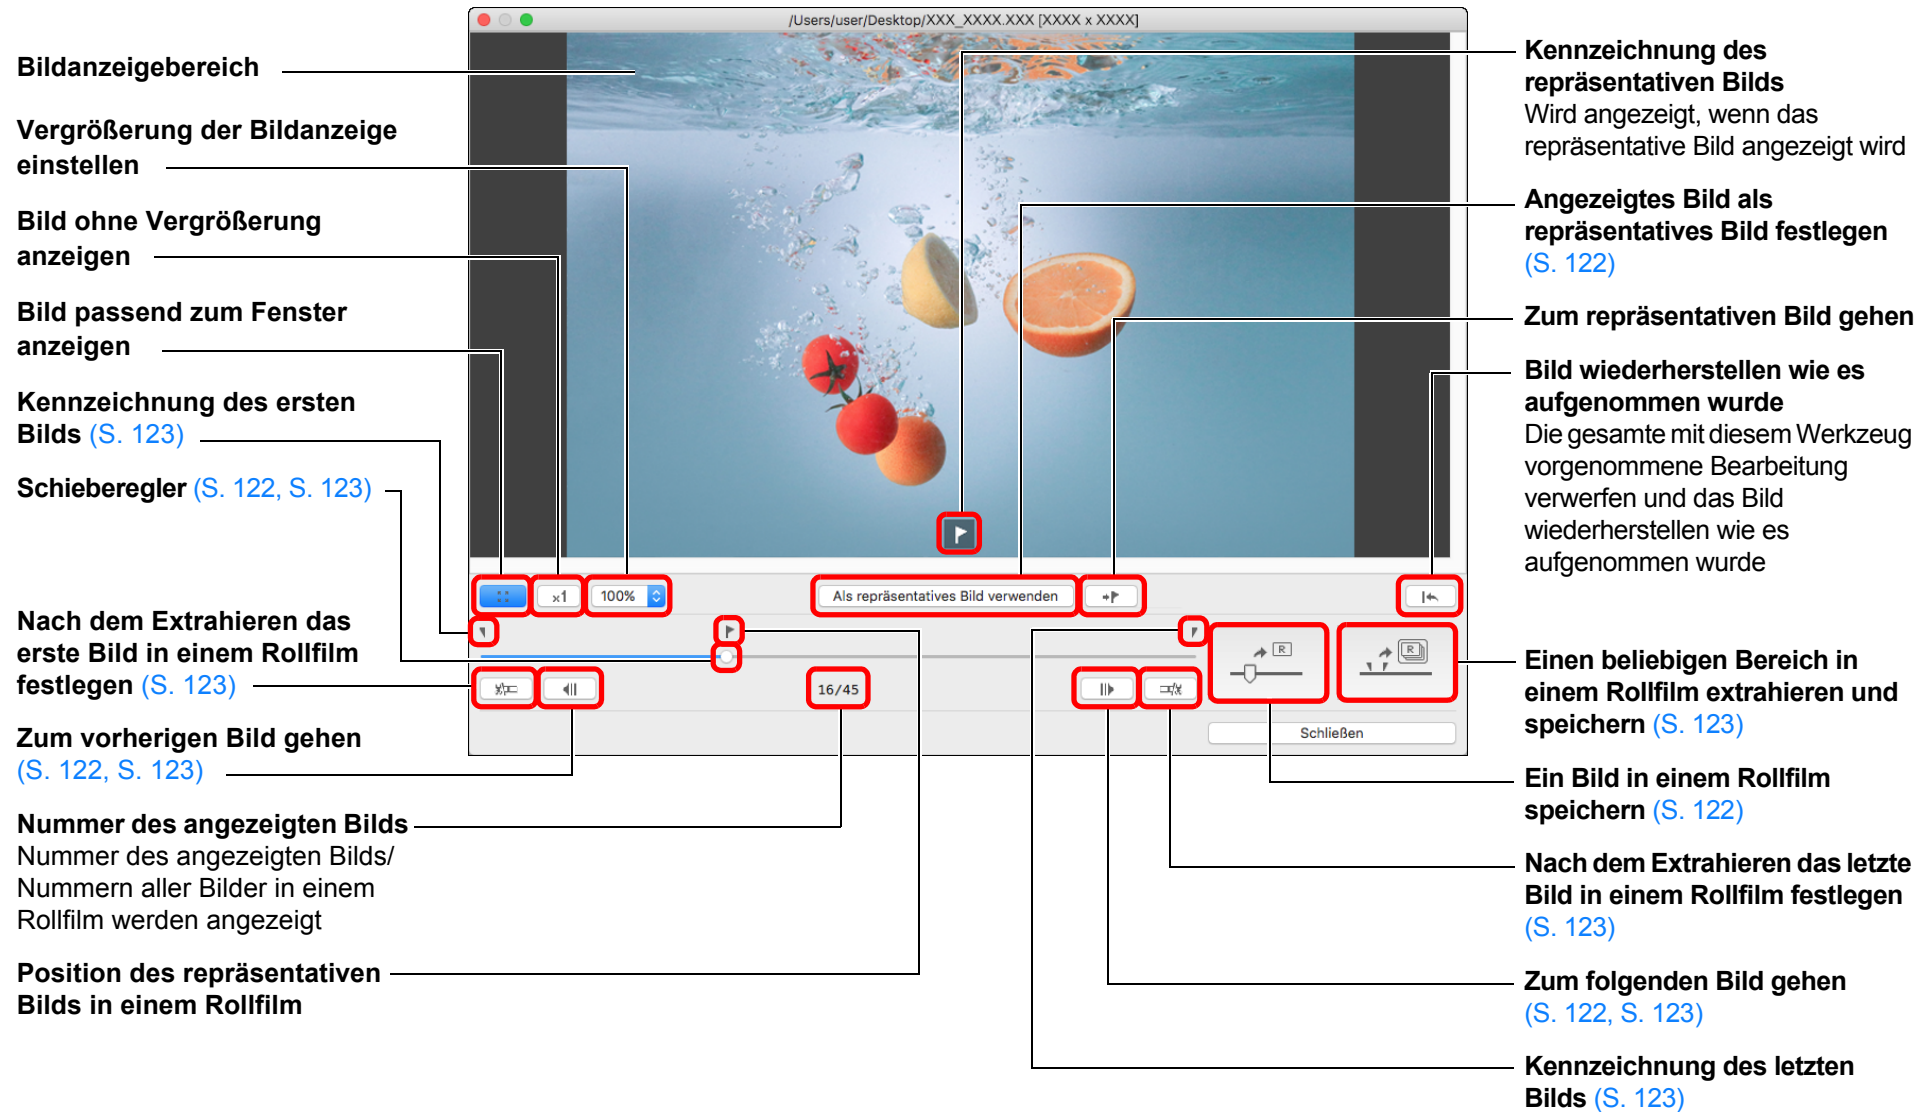 /Users/user/Desktop/XXX_XXXX.XXX [XXXX x XXXX]
Bildanzeigebereich
Vergrößerung der Bildanzeige
einstellen
Bild ohne Vergrößerung
anzeigen
Bild passend zum Fenster
anzeigen
Kennzeichnung des ersten
Bilds (S. 123)
Schieberegler (S. 122, S. 123)
Nach dem Extrahieren das
erste Bild in einem Rollfilm
festlegen (S. 123)
Zum vorherigen Bild gehen
(S. 122, S. 123)
Nummer des angezeigten Bilds
Nummer des angezeigten Bilds/
Nummern aller Bilder in einem
Rollfilm werden angezeigt
Position des repräsentativen
Bilds in einem Rollfilm
×1
100%
Als repräsentatives Bild verwenden
R
R
16/45
Schließen
Kennzeichnung des
repräsentativen Bilds
Wird angezeigt, wenn das
repräsentative Bild angezeigt wird
Angezeigtes Bild als
repräsentatives Bild festlegen
(S. 122)
Zum repräsentativen Bild gehen
Bild wiederherstellen wie es
aufgenommen wurde
Die gesamte mit diesem Werkzeug
vorgenommene Bearbeitung
verwerfen und das Bild
wiederherstellen wie es
aufgenommen wurde
Einen beliebigen Bereich in
einem Rollfilm extrahieren und
speichern (S. 123)
Ein Bild in einem Rollfilm
speichern (S. 122)
Nach dem Extrahieren das letzte
Bild in einem Rollfilm festlegen
(S. 123)
Zum folgenden Bild gehen
(S. 122, S. 123)
Kennzeichnung des letzten
Bilds (S. 123)